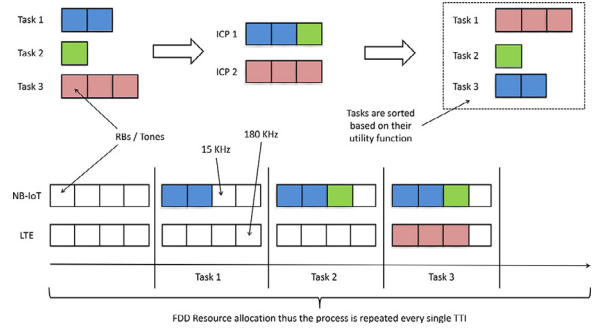 Task 1
Task 2
Task 3
ICP 1
ICP 2
Task 1
Task 2
Task 3
RBs / Tones
Tasks are sorted
based on their
utility function
15 KHz
180 KHz
NB-IoT
LTE
Task 1
Task 2
Task 3
FDD Resource allocation thus the process is repeated every single TTI